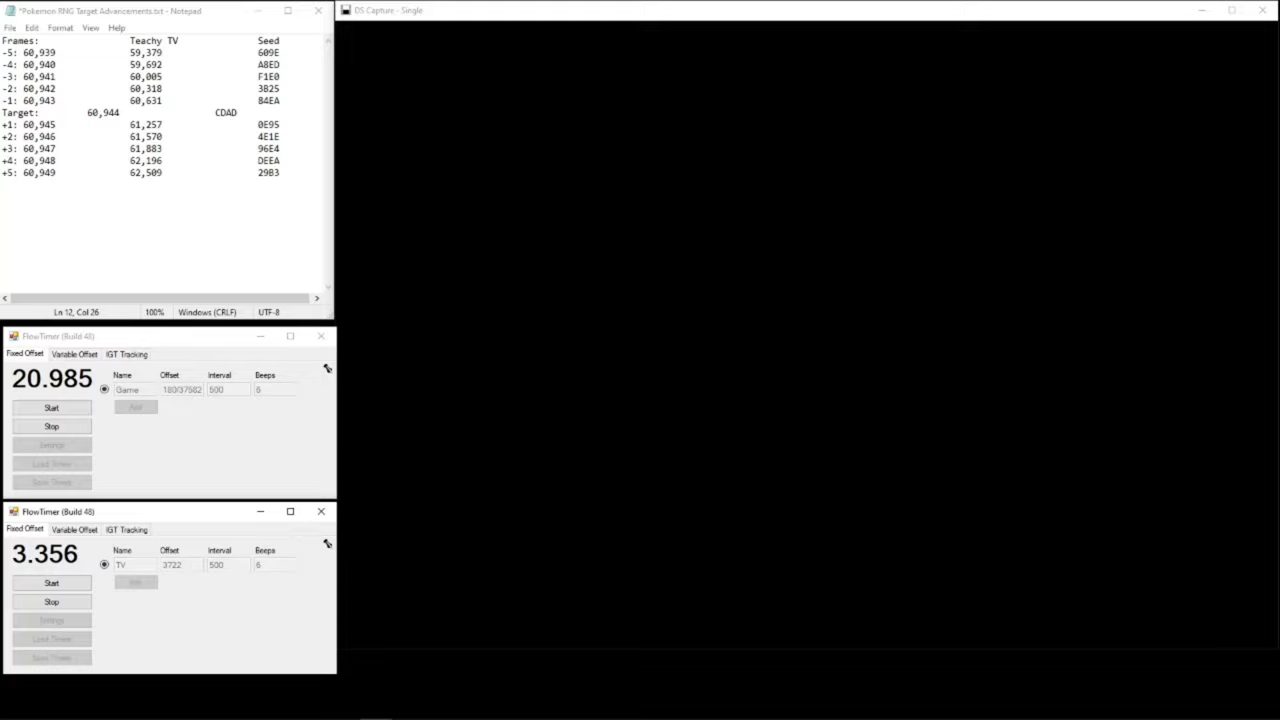 *Pokemon RNG Target Advancements.txt - Notepad
File Edit Format View Help
Frames: Teachy TV Seed
-5: 60,939 59,379 609E
-4: 60,940 59,692 A8ED
-3: 60,941 60,005 F1E0
-2: 60,942 60,318 3B25
-1: 60,943 60,631 84EA
Target: 60,944 CDAD
+1: 60,945 61,257 0E95
+2: 60,946 61,570 4E1E
+3: 60,947 61,883 96E4
+4: 60,948 62,196 DEEA
+5: 60,949 62,509 29B3
Ln 12, Col 26 100% Windows (CRLF) UTF-8
DS Capture - Single
FlowTimer (Build 48)
Fixed Offset Variable Offset IGT Tracking
20.985
Name Offset Interval Beeps
Game 180/37582 500 6
Start
Add
Stop
Settings
Load Timers
Save Timers
FlowTimer (Build 48)
Fixed Offset Variable Offset IGT Tracking
3.356
Name Offset Interval Beeps
TV 3722 500 6
Start
Add
Stop
Settings
Load Timers
Save Timers